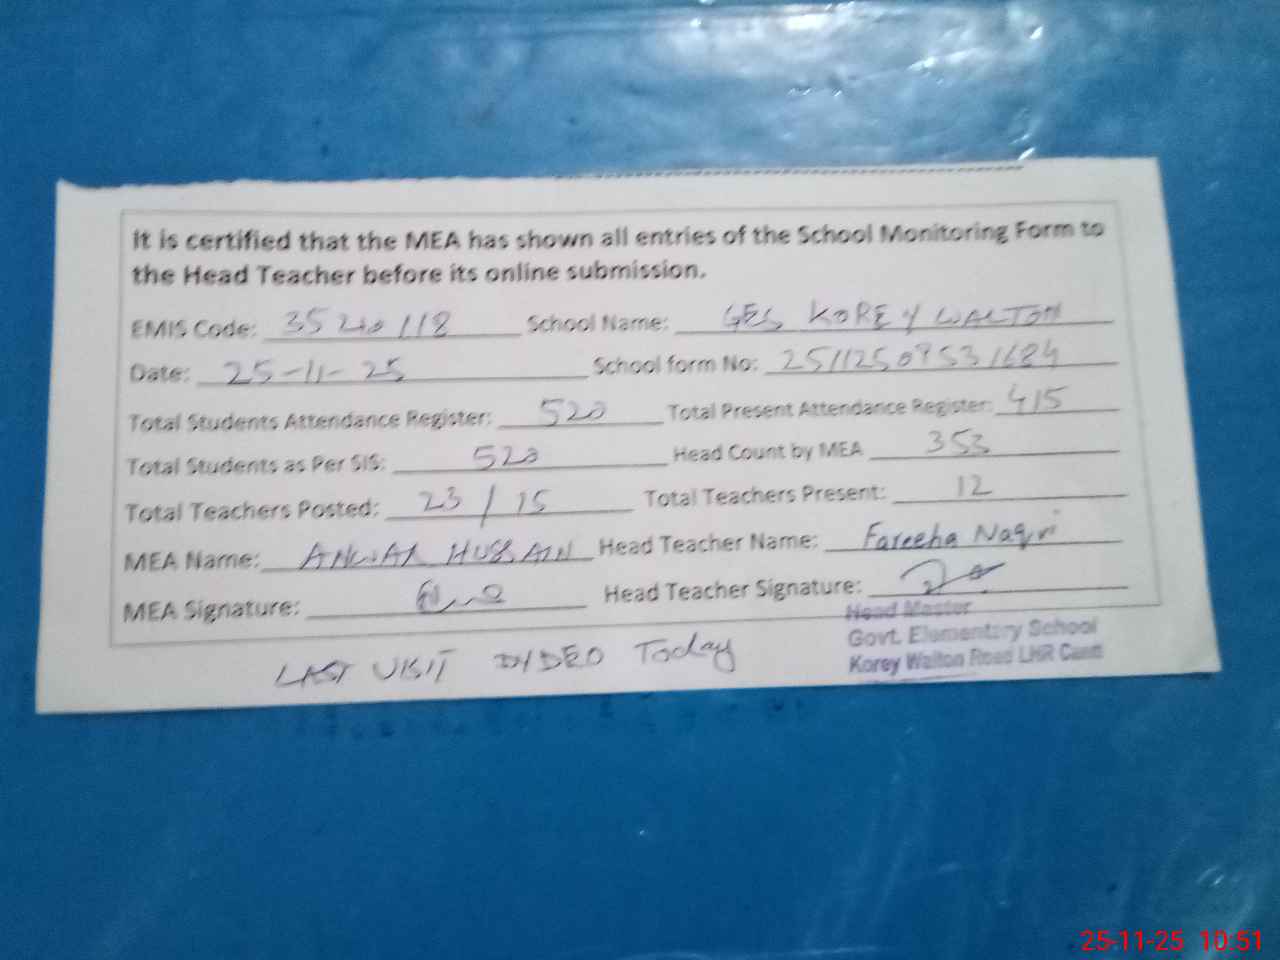 It is certified that the MEA has shown all entries of the School Monitoring Form to
the Head Teacher before its online submission.
EMIS Code: 35210118 School Name: GES KOREY WALTON
Date: 25-11-25 School form No: 25112509531684
Total Students Attendance Register: 520 Total Present Attendance Register: 415
Total Students as Per SIS: 520 Head Count by MEA 353
Total Teachers Posted: 23/15 Total Teachers Present: 12
MEA Name: ANWAR HUSSAIN Head Teacher Name: Fareeha Naqvi
MEA Signature: Head Teacher Signature:
Head Master
Govt. Elementary School
Korey Walton Road LHR Cantt
LAST VISIT Today
25-11-25 10:51